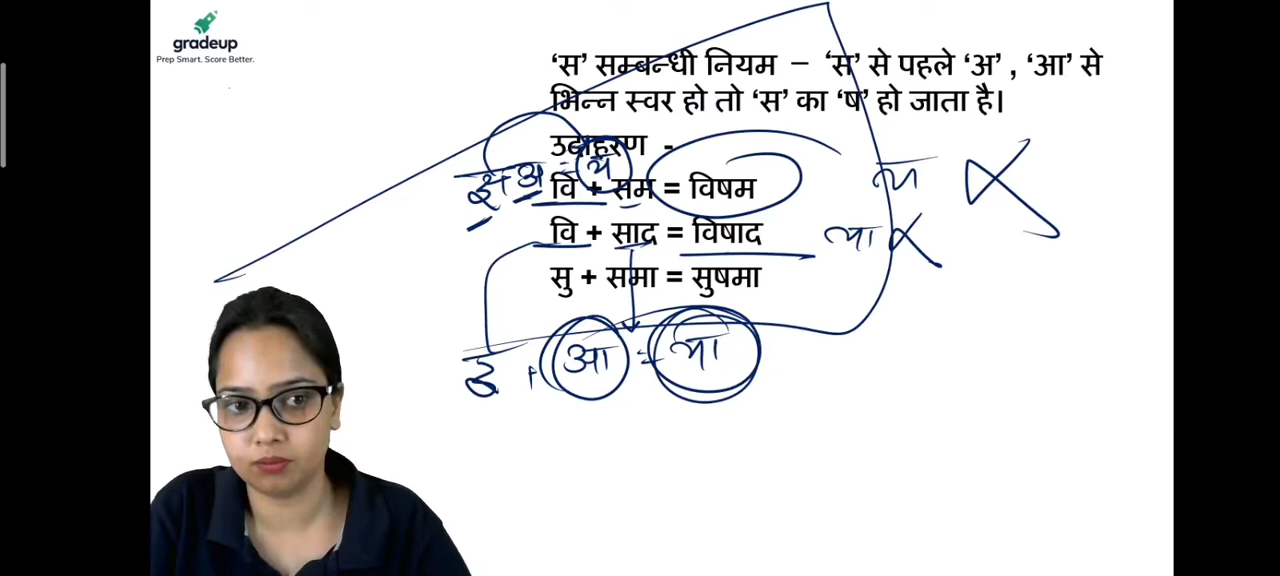 gradeup
Prep Smart. Score Better.
‘स’ सम्बन्धी नियम – ‘स’ से पहले ‘अ’ , ‘आ’ से
भिन्न स्वर हो तो ‘स’ का ‘ष’ हो जाता है।
उदाहरण -
इ + अ = य
वि + सम = विषम
य
वि + साद = विषाद
या
सु + समा = सुषमा
इ + आ = या